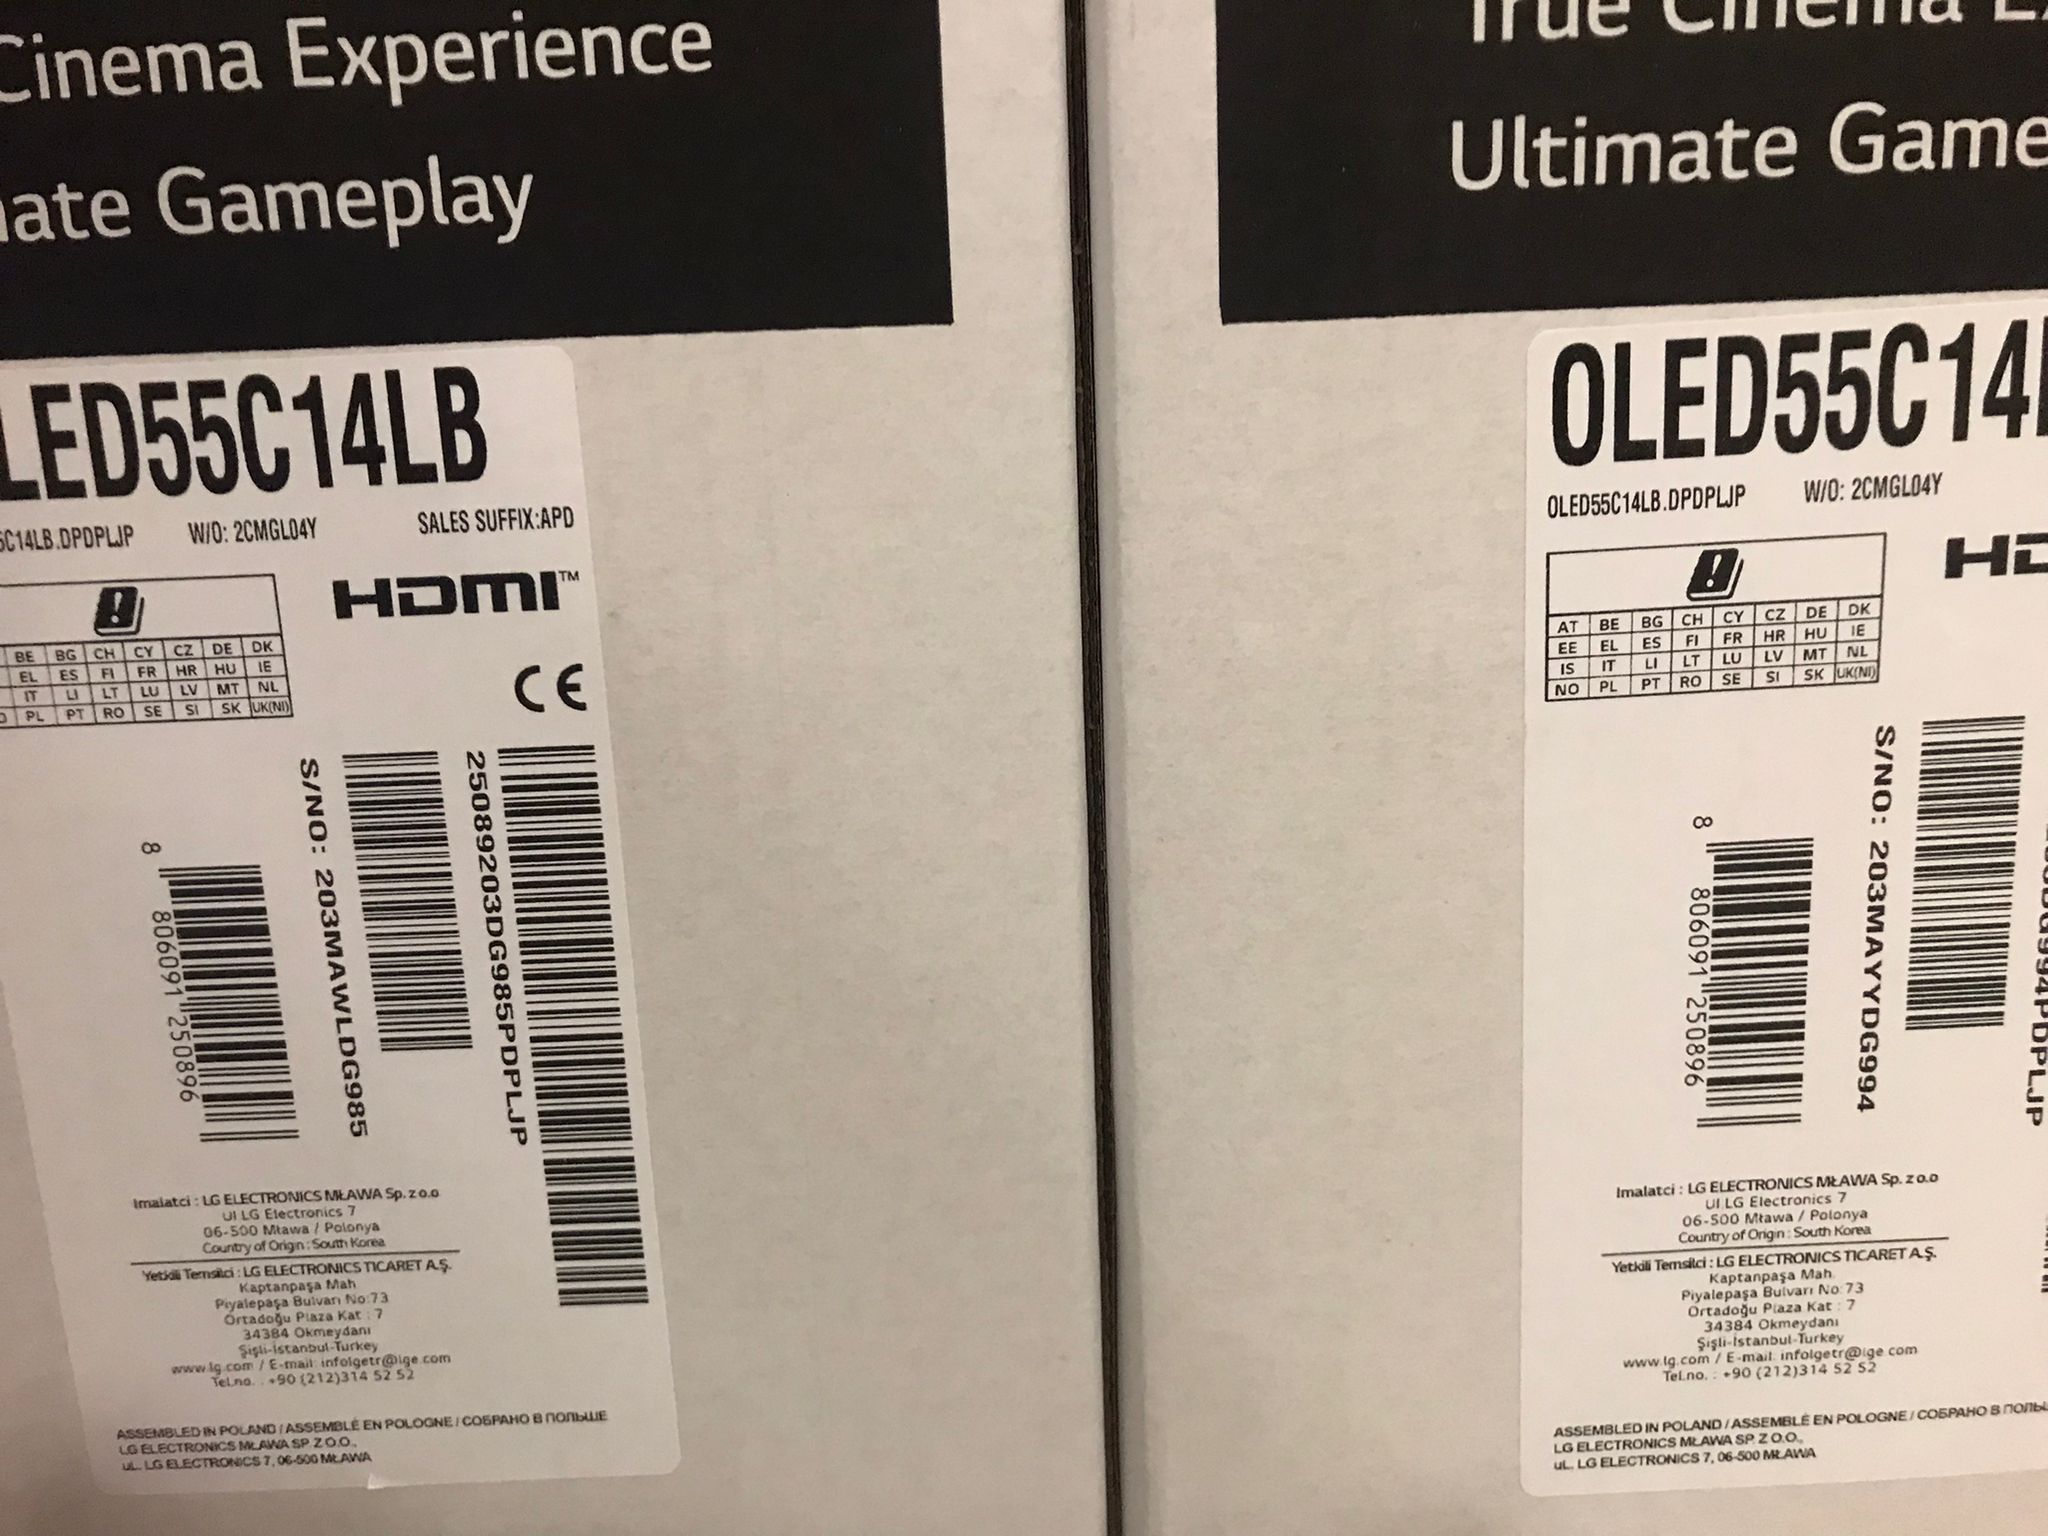 Cinema Experience
Gameplay
LED55C14LB
C14LB.DPDPLJP W/O: 2CMGL04Y SALES SUFFIX:APD
HDMI™
BE BG CH CY CZ DE DK
EL ES FI FR HR HU IE
IT LI LT LU LV MT NL
PL PT RO SE SI SK UK(NI)
CE
S/NO: 203MAWLDG985
25089203DG985PDPLJP
8 806091 250896
Imalatci : LG ELECTRONICS MŁAWA Sp. z o.o
Ul LG Electronics 7
06-500 Mława / Polonya
Country of Origin : South Korea
Yetkili Temsilci : LG ELECTRONICS TICARET A.Ş.
Kaptanpaşa Mah.
Piyalepaşa Bulvarı No:73
Ortadoğu Plaza Kat : 7
34384 Okmeydanı
Şişli-İstanbul-Turkey
www.lg.com / E-mail: infolgetr@lge.com
Tel.no. : +90 (212)314 52 52
ASSEMBLED IN POLAND / ASSEMBLÉ EN POLOGNE / СОБРАНО В ПОЛЬШЕ
LG ELECTRONICS MŁAWA SP. Z O.O.,
uL. LG ELECTRONICS 7, 06-500 MŁAWA
True Cinema
Ultimate Game
OLED55C14
OLED55C14LB.DPDPLJP W/O: 2CMGL04Y
HD
AT BE BG CH CY CZ DE DK
EE EL ES FI FR HR HU IE
IS IT LI LT LU LV MT NL
NO PL PT RO SE SI SK UK(NI)
S/NO: 203MAYYDG994
8 806091 250896
Imalatci : LG ELECTRONICS MŁAWA Sp. z o.o
Ul LG Electronics 7
06-500 Mława / Polonya
Country of Origin : South Korea
Yetkili Temsilci : LG ELECTRONICS TICARET A.Ş.
Kaptanpaşa Mah.
Piyalepaşa Bulvarı No:73
Ortadoğu Plaza Kat : 7
34384 Okmeydanı
Şişli-İstanbul-Turkey
www.lg.com / E-mail: infolgetr@lge.com
Tel.no. : +90 (212)314 52 52
ASSEMBLED IN POLAND / ASSEMBLÉ EN POLOGNE / СОБРАНО В
LG ELECTRONICS MŁAWA SP. Z O.O.,
uL. LG ELECTRONICS 7, 06-500 MŁAWA